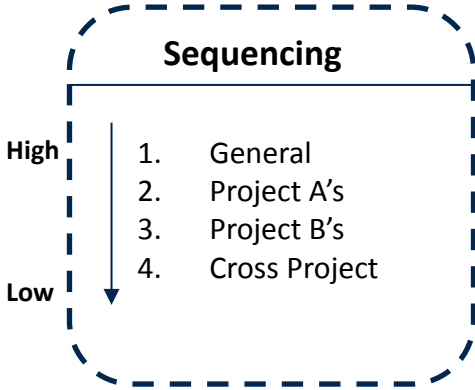 Sequencing
High
1. General
2. Project A’s
3. Project B’s
4. Cross Project
Low